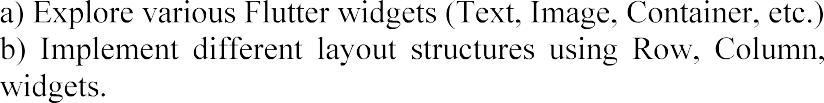 a) Explore various Flutter widgets (Text, Image, Container, etc.)
b) Implement different layout structures using Row, Column,
widgets.